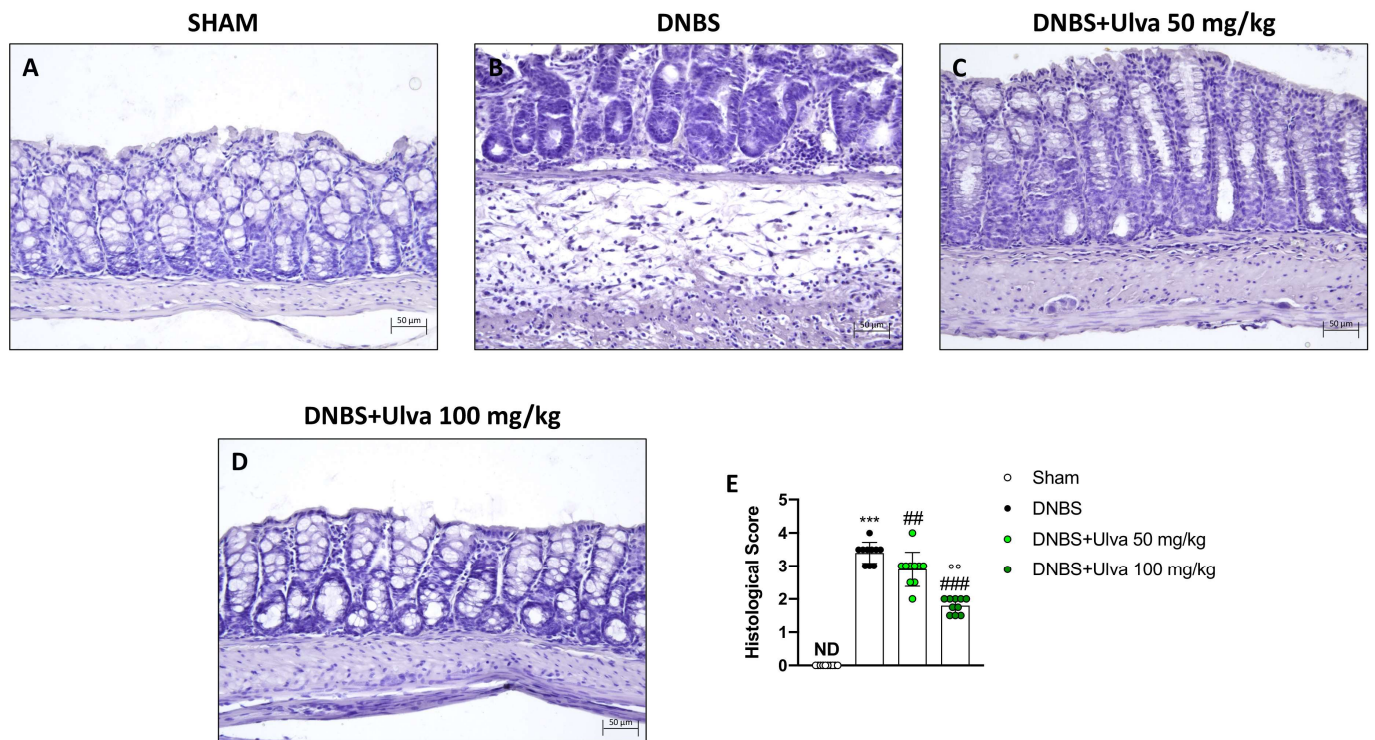 SHAM
DNBS
DNBS+Ulva 50 mg/kg
A
B
C
50 µm
50 µm
50 µm
DNBS+Ulva 100 mg/kg
D
50 µm
E
Histological Score
5
4
3
2
1
0
ND
***
##
°°
###
Sham
DNBS
DNBS+Ulva 50 mg/kg
DNBS+Ulva 100 mg/kg